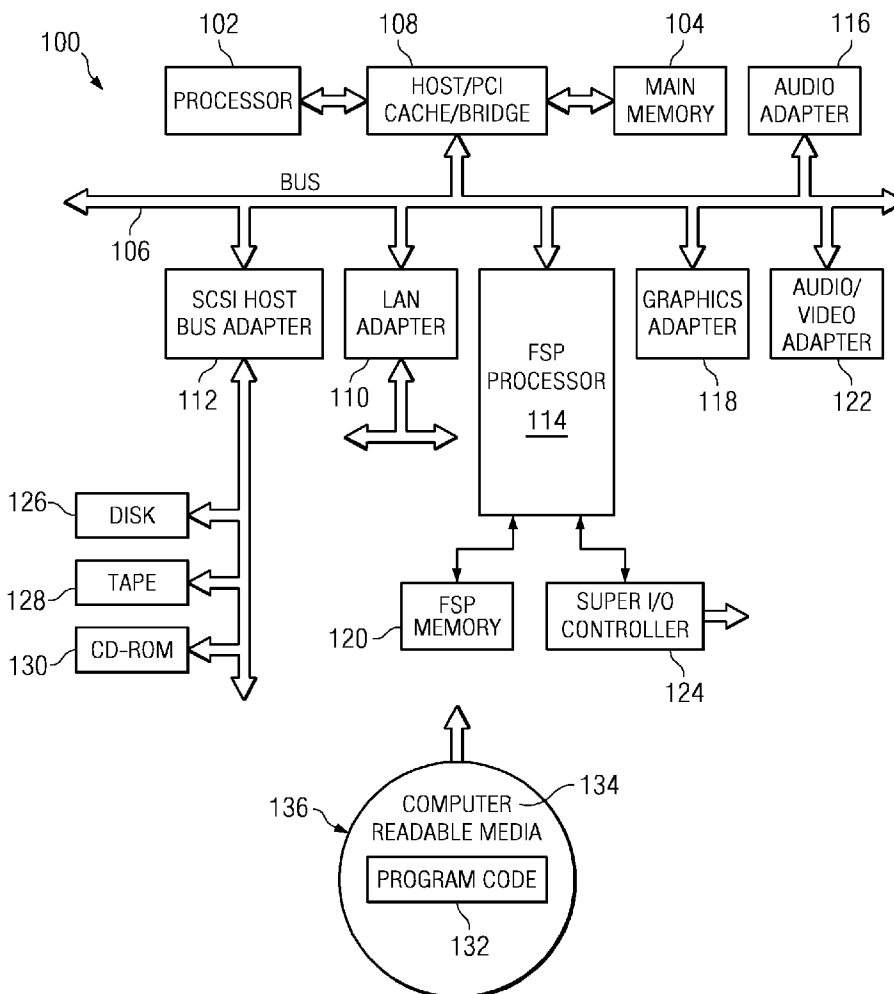 100
102
108
104
116
PROCESSOR
HOST/PCI
CACHE/BRIDGE
MAIN
MEMORY
AUDIO
ADAPTER
BUS
106
SCSI HOST
BUS ADAPTER
112
LAN
ADAPTER
110
FSP
PROCESSOR
114
GRAPHICS
ADAPTER
118
AUDIO/
VIDEO
ADAPTER
122
126
DISK
128
TAPE
130
CD-ROM
120
FSP
MEMORY
SUPER I/O
CONTROLLER
124
136
COMPUTER
READABLE MEDIA
134
PROGRAM CODE
132